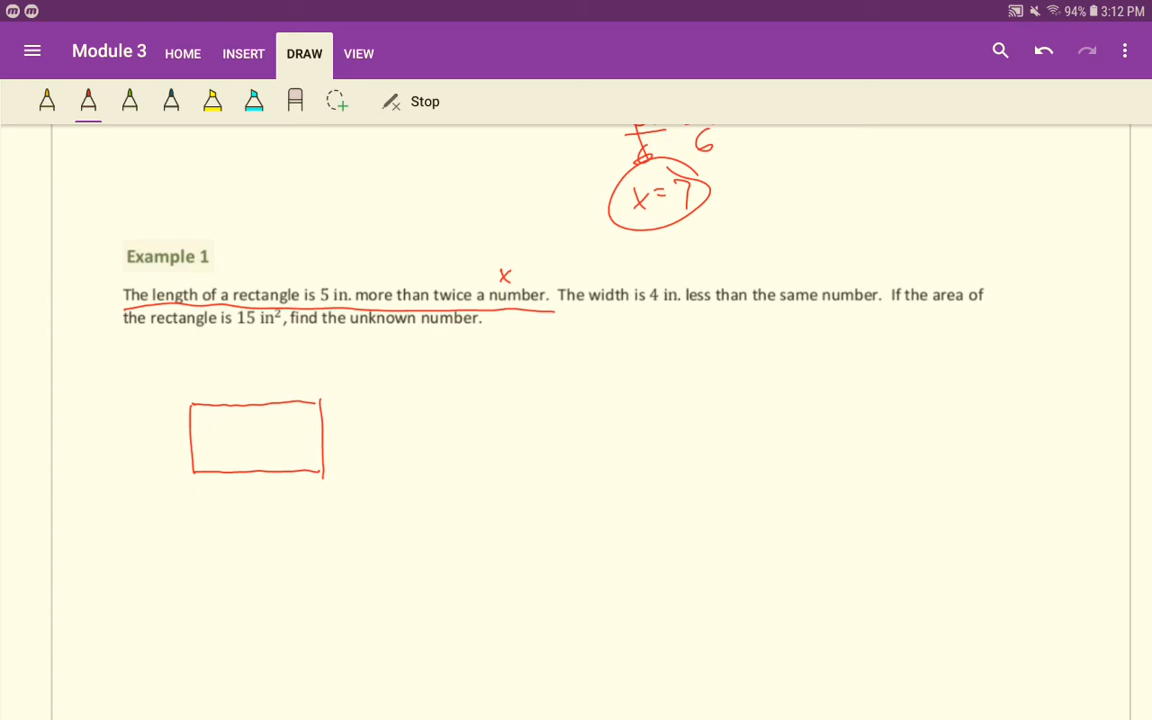 94% 3:12 PM
Module 3 HOME INSERT DRAW VIEW
Stop
6 6
x = 7
Example 1
x
The length of a rectangle is 5 in. more than twice a number. The width is 4 in. less than the same number. If the area of
the rectangle is 15 in², find the unknown number.